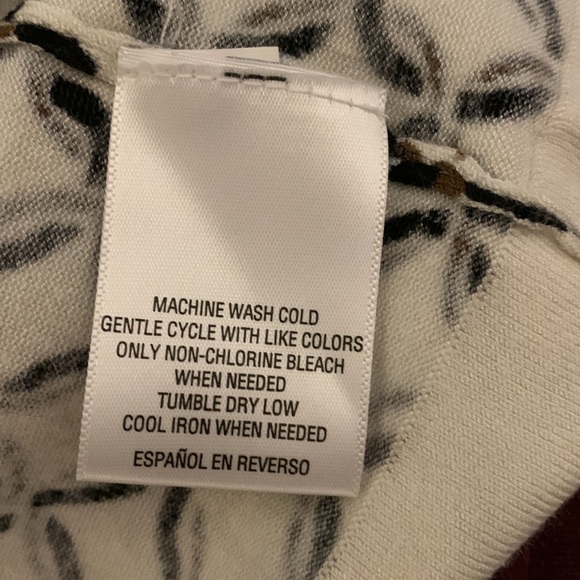 MACHINE WASH COLD
GENTLE CYCLE WITH LIKE COLORS
ONLY NON-CHLORINE BLEACH
WHEN NEEDED
TUMBLE DRY LOW
COOL IRON WHEN NEEDED
ESPAÑOL EN REVERSO